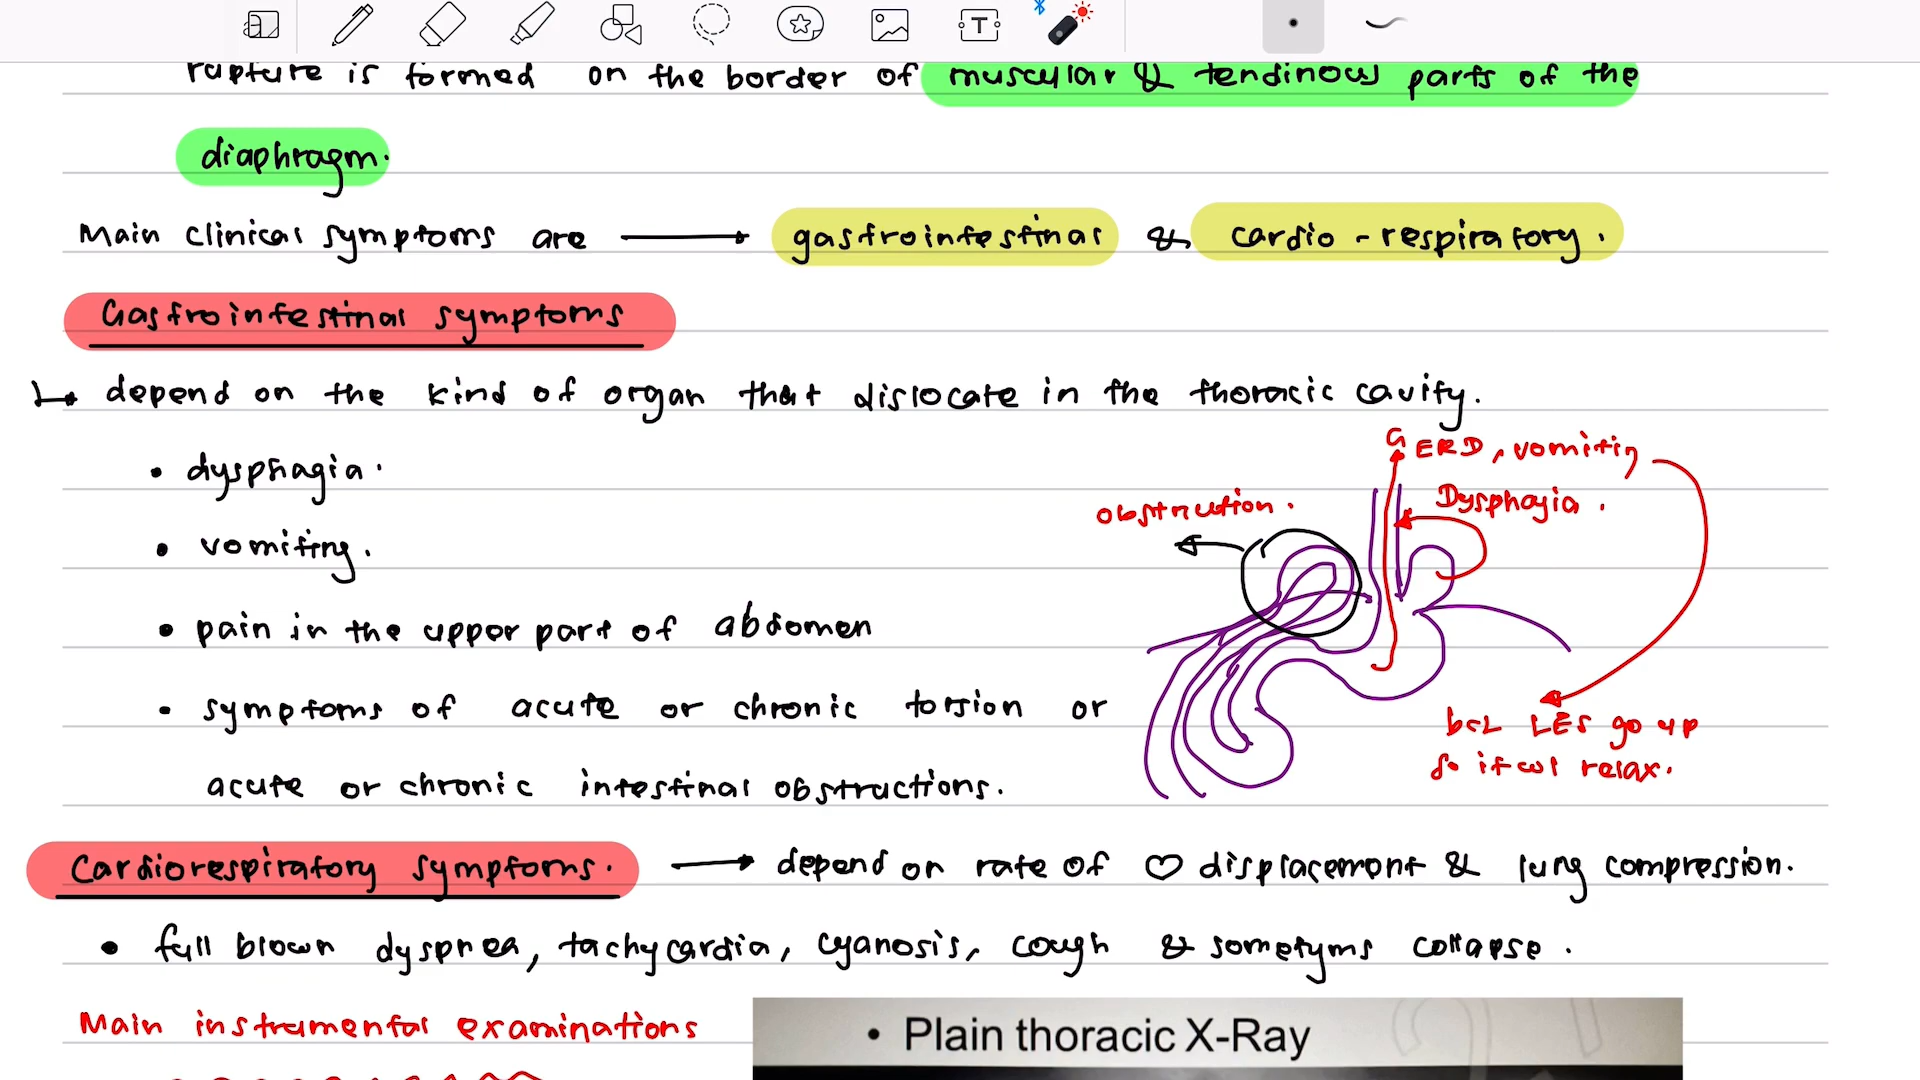 rupture is formed on the border of muscular & tendinous parts of the
diaphragm.
Main clinical symptoms are → gastrointestinal & cardio-respiratory.
Gastrointestinal symptoms
↳ depend on the kind of organ that dislocate in the thoracic cavity.
• dysphagia.
• vomiting.
• pain in the upper part of abdomen
• symptoms of acute or chronic torsion or
acute or chronic intestinal obstructions.
GERD, vomiting
Dysphagia.
obstruction.
bcz LES go up
so it wl relax.
Cardiorespiratory symptoms. → depend on rate of ♡ displacement & lung compression.
• full blown dyspnea, tachycardia, cyanosis, cough & sometyms collapse.
Main instrumental examinations
• Plain thoracic X-Ray